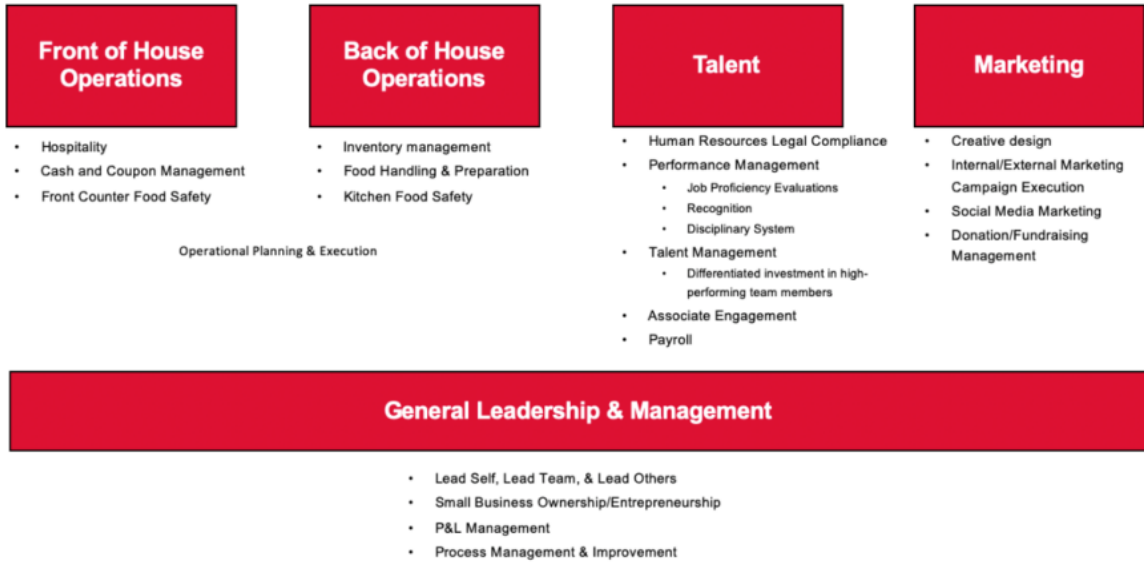 Front of House
Operations
• Hospitality
• Cash and Coupon Management
• Front Counter Food Safety
Back of House
Operations
• Inventory management
• Food Handling & Preparation
• Kitchen Food Safety
Operational Planning & Execution
Talent
• Human Resources Legal Compliance
• Performance Management
• Job Proficiency Evaluations
• Recognition
• Disciplinary System
• Talent Management
• Differentiated investment in high-
performing team members
• Associate Engagement
• Payroll
Marketing
• Creative design
• Internal/External Marketing
Campaign Execution
• Social Media Marketing
• Donation/Fundraising
Management
General Leadership & Management
• Lead Self, Lead Team, & Lead Others
• Small Business Ownership/Entrepreneurship
• P&L Management
• Process Management & Improvement